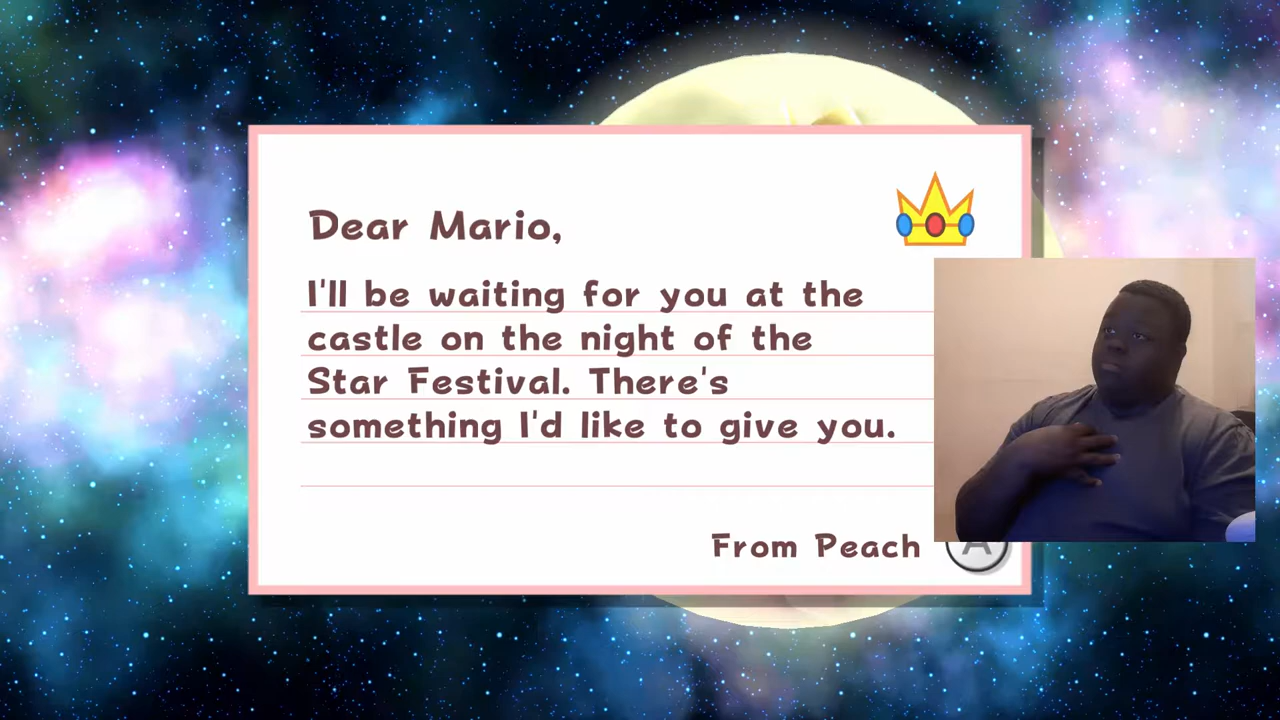 Dear Mario,
I'll be waiting for you at the
castle on the night of the
Star Festival. There's
something I'd like to give you.
From Peach
A